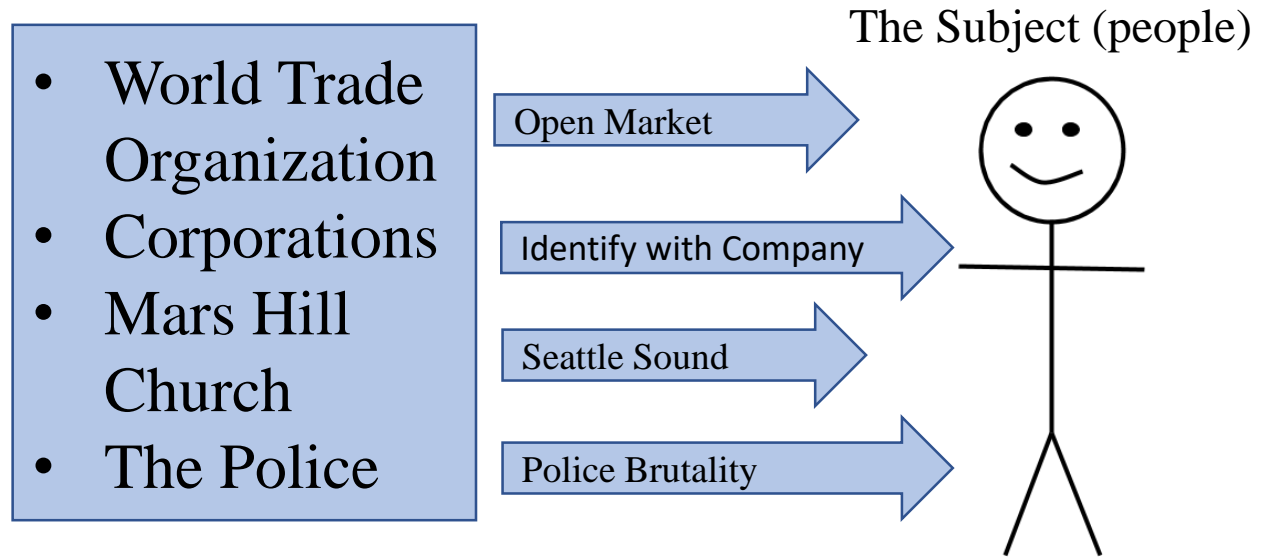 The Subject (people)
• World Trade
Organization
• Corporations
• Mars Hill
Church
• The Police
Open Market
Identify with Company
Seattle Sound
Police Brutality